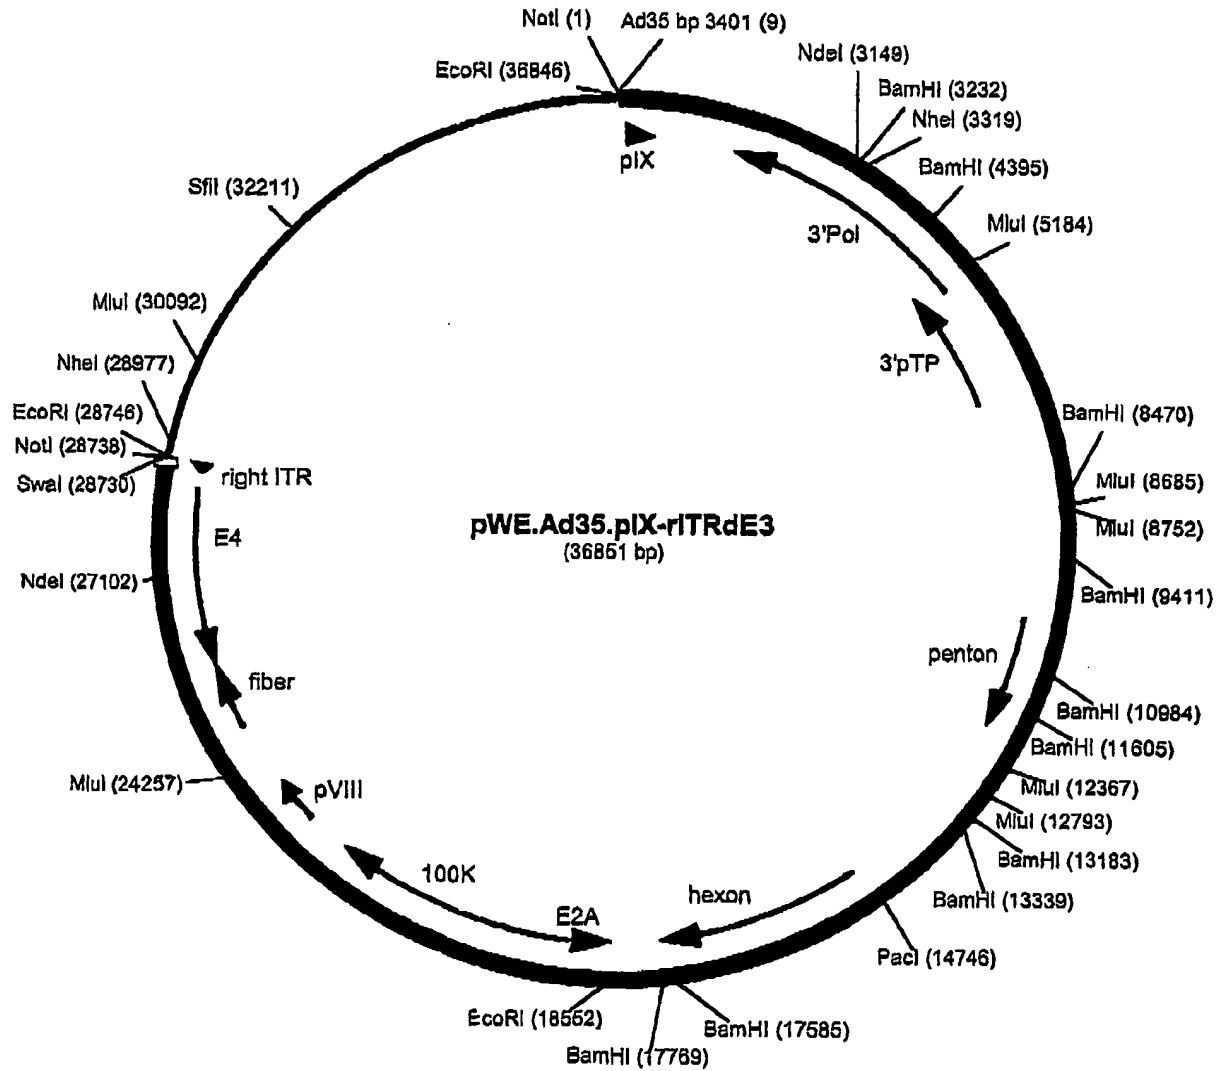 NotI (1)
Ad35 bp 3401 (9)
EcoRI (36846)
NdeI (3149)
BamHI (3232)
NheI (3319)
BamHI (4395)
MluI (5184)
pIX
3'Pol
3'pTP
SfiI (32211)
MluI (30092)
NheI (28977)
EcoRI (28746)
NotI (28738)
SwaI (28730)
right ITR
E4
NdeI (27102)
fiber
MluI (24257)
pVIII
100K
E2A
hexon
penton
pWE.Ad35.pIX-rITRdE3
(36851 bp)
BamHI (8470)
MluI (8685)
MluI (8752)
BamHI (9411)
BamHI (10984)
BamHI (11605)
MluI (12367)
MluI (12793)
BamHI (13183)
BamHI (13339)
PacI (14746)
BamHI (17585)
BamHI (17769)
EcoRI (18552)